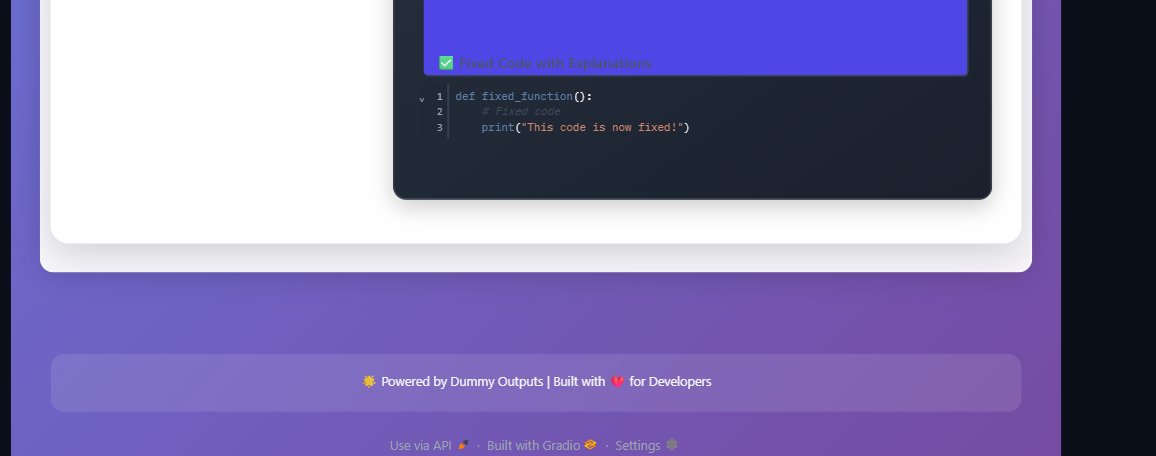 ✅ Fixed Code with Explanations
1 def fixed_function():
2     # Fixed code
3     print("This code is now fixed!")
🌟 Powered by Dummy Outputs | Built with ❤️ for Developers
Use via API 🚀 · Built with Gradio · Settings ⚙️